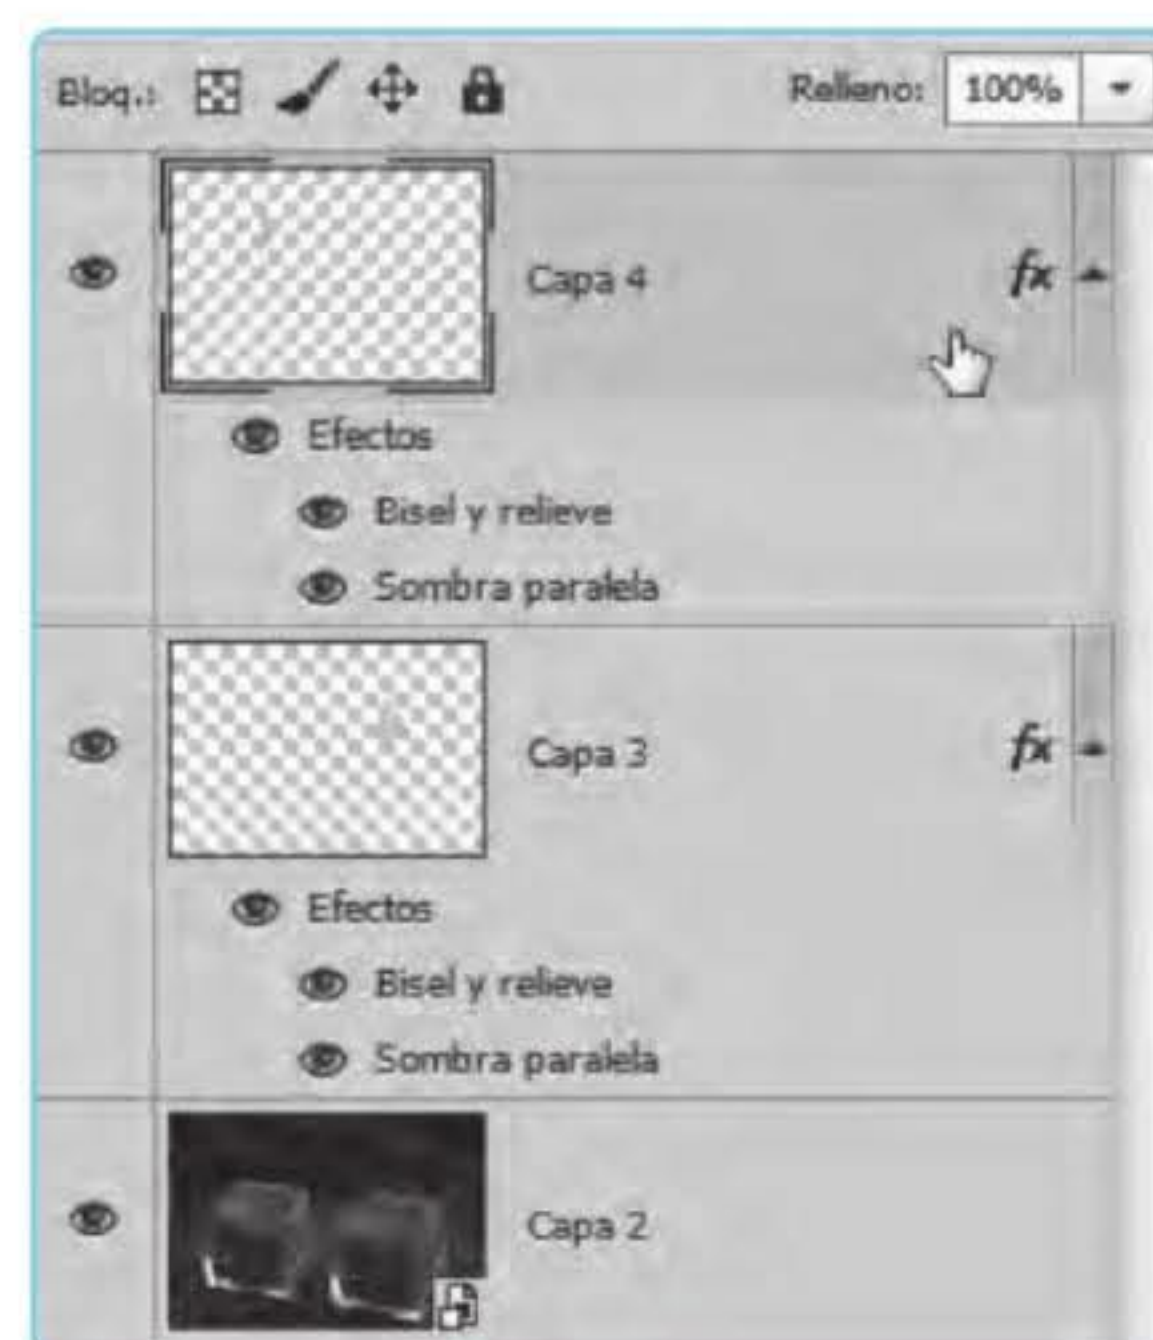 Bloq.: Relleno: 100%
Capa 4
fx
Efectos
Bisel y relieve
Sombra paralela
Capa 3
fx
Efectos
Bisel y relieve
Sombra paralela
Capa 2